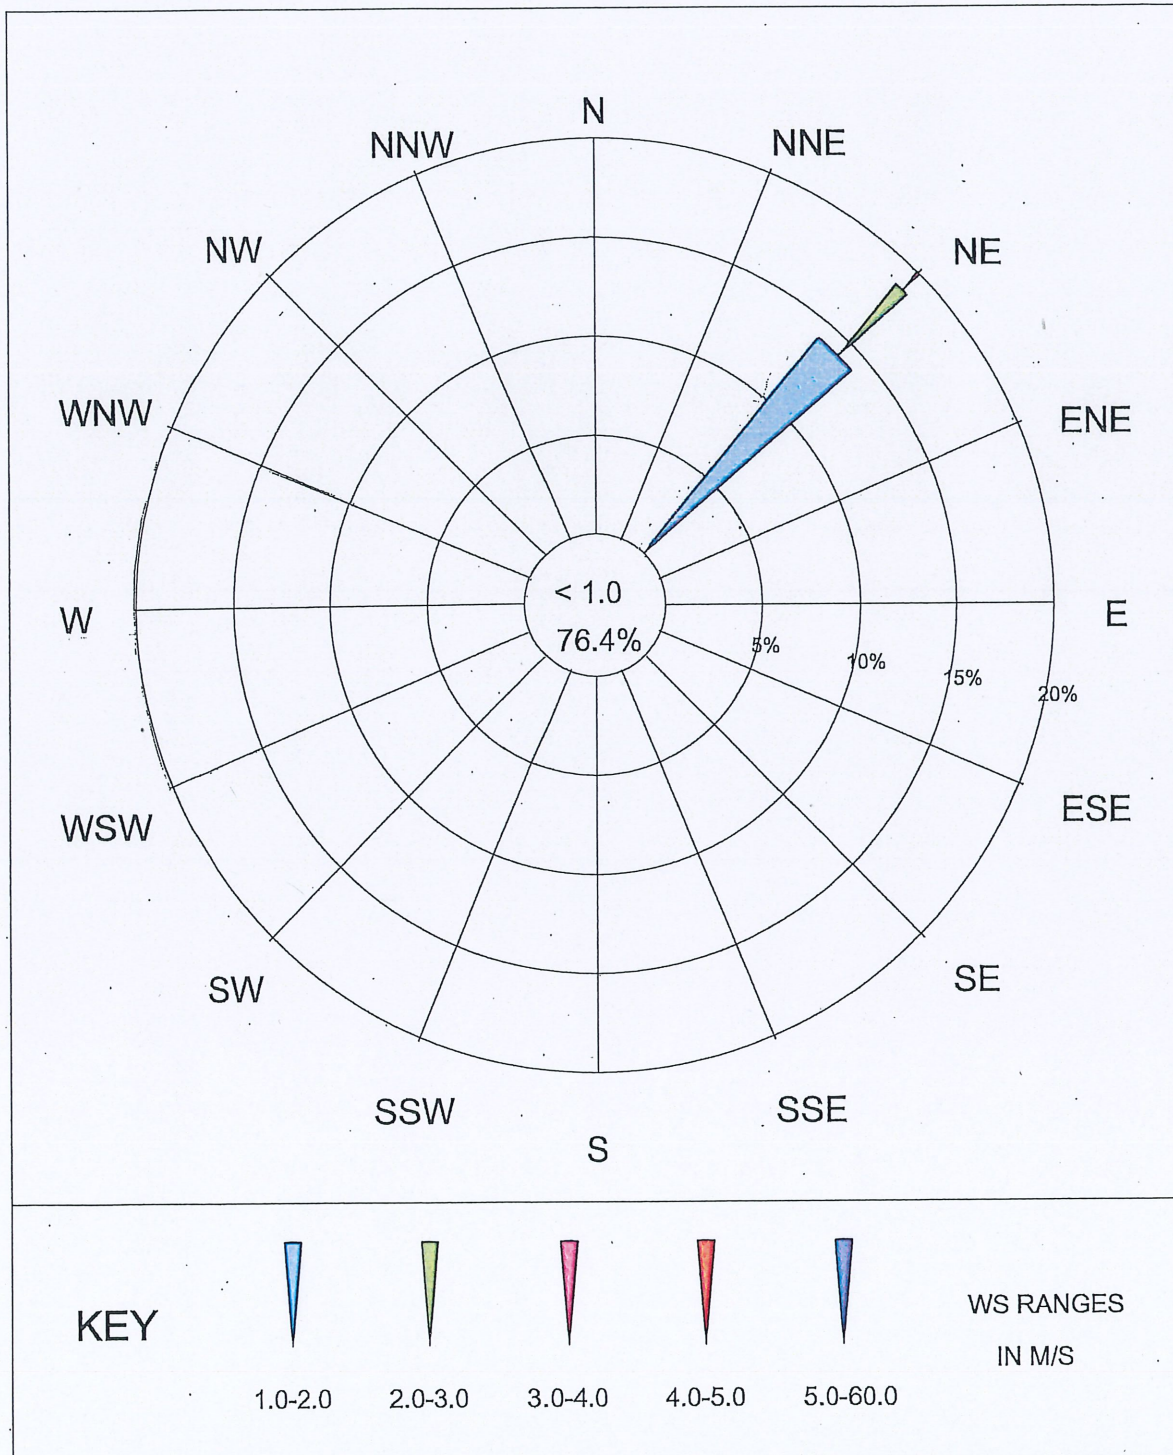 N
NNW
NNE
NW
NE
WNW
ENE
< 1.0
W
E
76.4%
5%
10%
15%
20%
WSW
ESE
SW
SE
SSW
SSE
S
KEY
WS RANGES
IN M/S
1.0-2.0
2.0-3.0
3.0-4.0
4.0-5.0
5.0-60.0